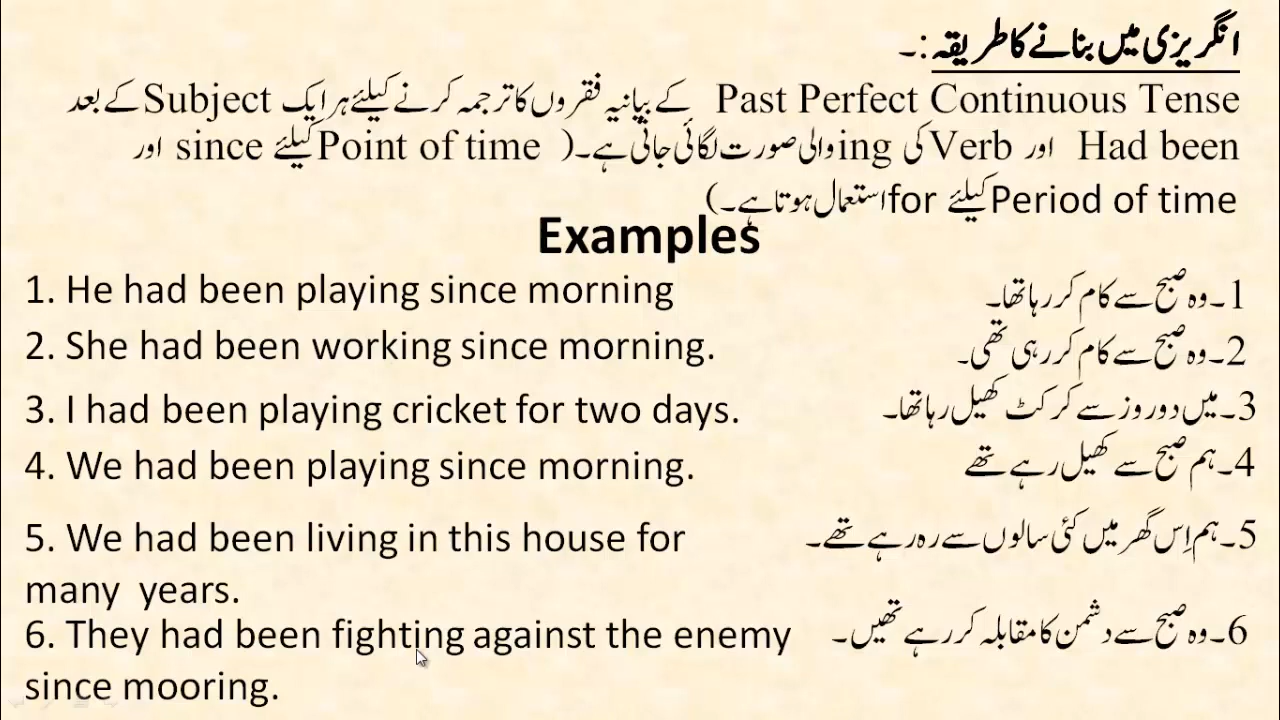 انگریزی میں بنانے کا طریقہ :۔
Past Perfect Continuous Tense کے بیانیہ فقروں کا ترجمہ کرنے کیلئے ہر ایک Subject کے بعد
Had been اور Verb کی ing والی صورت لگائی جاتی ہے۔( Point of time کیلئے since اور
Period of time کیلئے for استعمال ہوتا ہے۔)
Examples
1. He had been playing since morning
1۔وہ صبح سے کام کر رہا تھا۔
2. She had been working since morning.
2۔وہ صبح سے کام کر رہی تھی۔
3. I had been playing cricket for two days.
3۔میں دو روز سے کرکٹ کھیل رہا تھا۔
4. We had been playing since morning.
4۔ہم صبح سے کھیل رہے تھے
5. We had been living in this house for
many years.
5۔ہم اِس گھر میں کئی سالوں سے رہ رہے تھے۔
6. They had been fighting against the enemy
since mooring.
6۔وہ صبح سے دشمن کا مقابلہ کر رہے تھیں۔